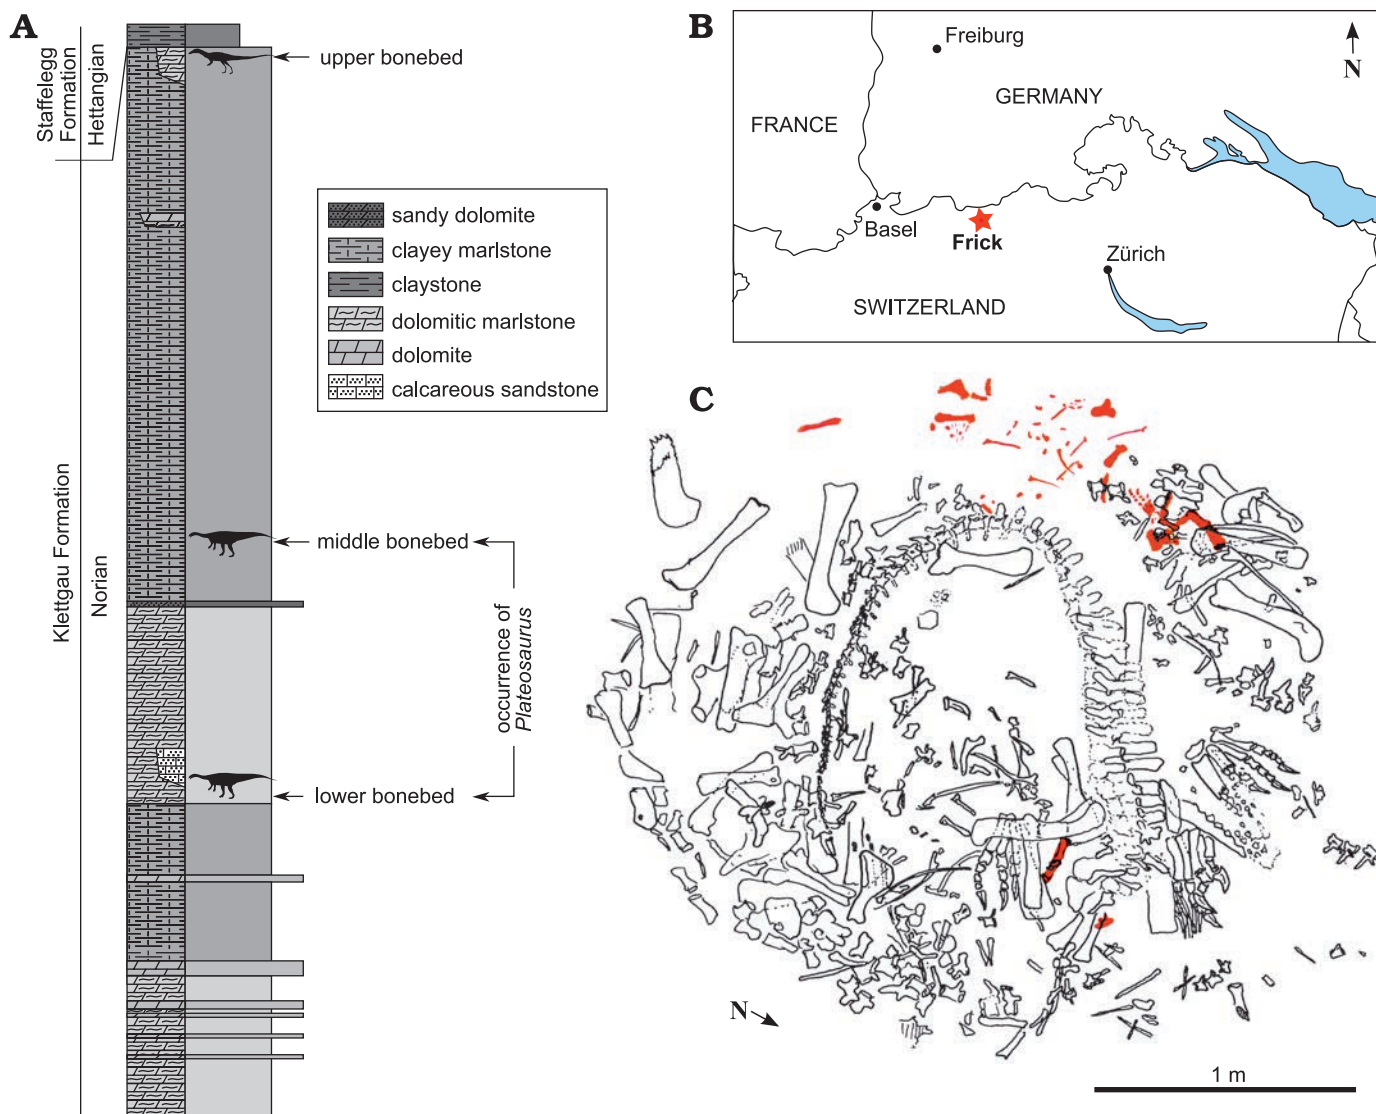 A
Staffelegg
Formation
Hettangian
upper bonebed
sandy dolomite
clayey marlstone
claystone
dolomitic marlstone
dolomite
calcareous sandstone
Klettgau Formation
Norian
middle bonebed
occurrence of
Plateosaurus
lower bonebed
B
Freiburg
N
GERMANY
FRANCE
Basel
Frick
Zürich
SWITZERLAND
C
N
1 m